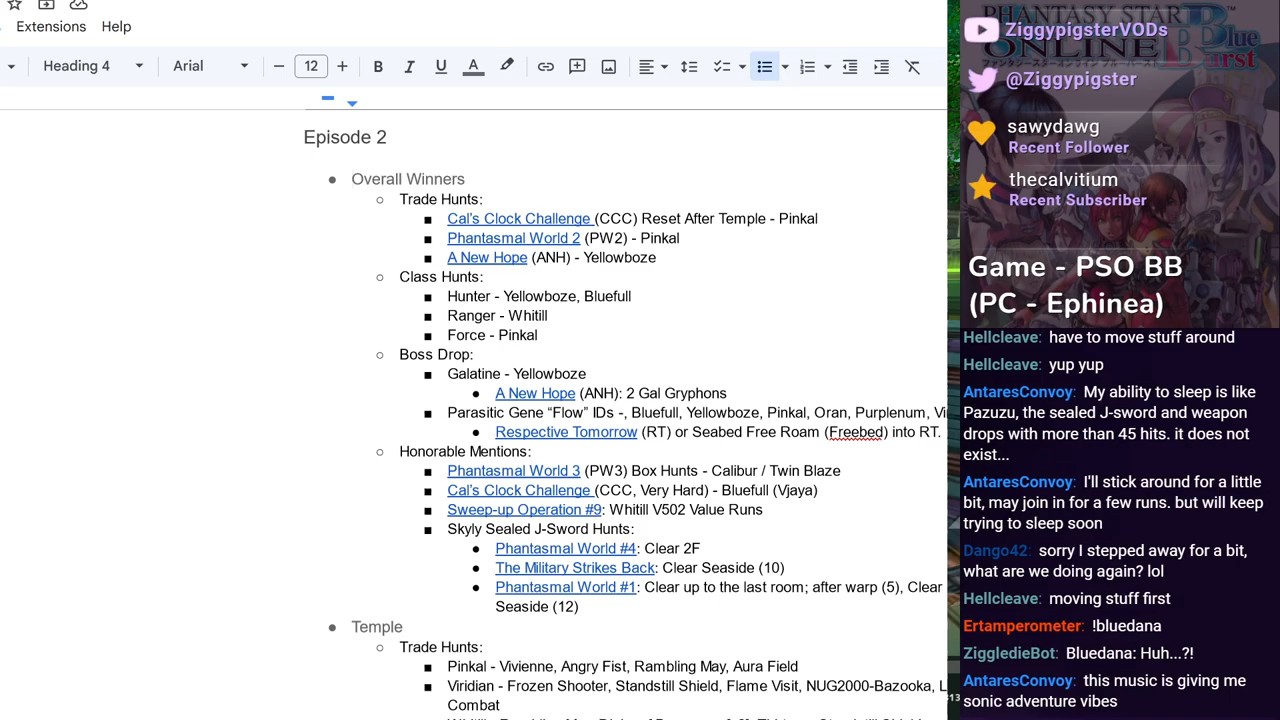 Extensions Help
Heading 4 Arial 12
Episode 2
● Overall Winners
○ Trade Hunts:
■ Cal's Clock Challenge (CCC) Reset After Temple - Pinkal
■ Phantasmal World 2 (PW2) - Pinkal
■ A New Hope (ANH) - Yellowboze
○ Class Hunts:
■ Hunter - Yellowboze, Bluefull
■ Ranger - Whitill
■ Force - Pinkal
○ Boss Drop:
■ Galatine - Yellowboze
● A New Hope (ANH): 2 Gal Gryphons
■ Parasitic Gene “Flow” IDs -, Bluefull, Yellowboze, Pinkal, Oran, Purplenum, Vi
● Respective Tomorrow (RT) or Seabed Free Roam (Freebed) into RT.
○ Honorable Mentions:
■ Phantasmal World 3 (PW3) Box Hunts - Calibur / Twin Blaze
■ Cal's Clock Challenge (CCC, Very Hard) - Bluefull (Vjaya)
■ Sweep-up Operation #9: Whitill V502 Value Runs
■ Skyly Sealed J-Sword Hunts:
● Phantasmal World #4: Clear 2F
● The Military Strikes Back: Clear Seaside (10)
● Phantasmal World #1: Clear up to the last room; after warp (5), Clear
Seaside (12)
● Temple
○ Trade Hunts:
■ Pinkal - Vivienne, Angry Fist, Rambling May, Aura Field
■ Viridian - Frozen Shooter, Standstill Shield, Flame Visit, NUG2000-Bazooka, L
Combat
PHANTASY STAR
ONLINE Blue Burst
ZiggypigsterVODs
@Ziggypigster
sawydawg
Recent Follower
thecalvitium
Recent Subscriber
Game - PSO BB
(PC - Ephinea)
Hellcleave: have to move stuff around
Hellcleave: yup yup
AntaresConvoy: My ability to sleep is like
Pazuzu, the sealed J-sword and weapon
drops with more than 45 hits. it does not
exist...
AntaresConvoy: I'll stick around for a little
bit, may join in for a few runs. but will keep
trying to sleep soon
Dango42: sorry I stepped away for a bit,
what are we doing again? lol
Hellcleave: moving stuff first
Ertamperometer: !bluedana
ZiggledieBot: Bluedana: Huh...?!
AntaresConvoy: this music is giving me
sonic adventure vibes